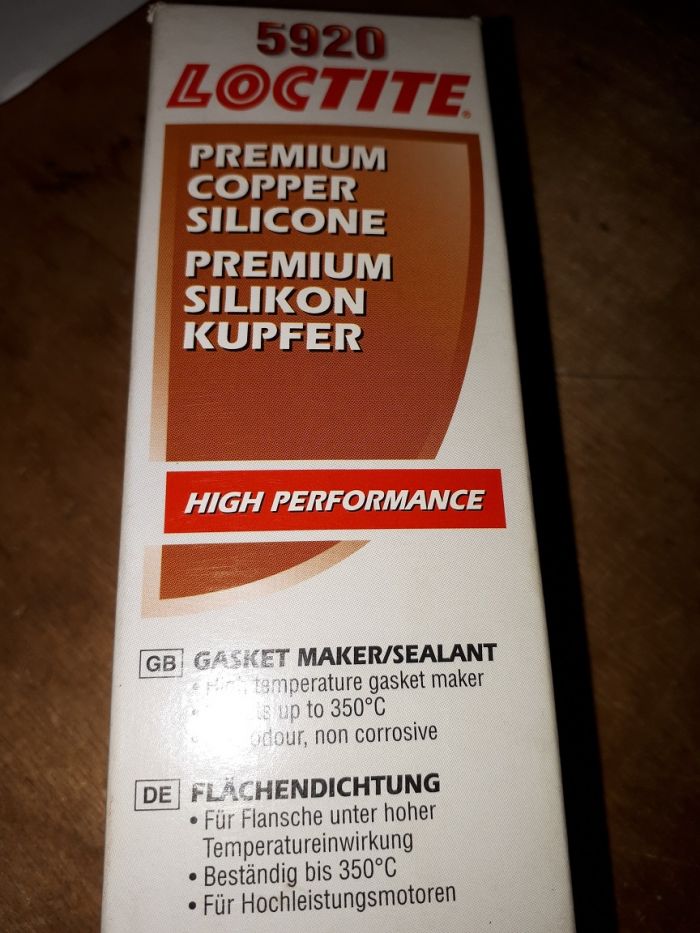 5920
LOCTITE®
PREMIUM
COPPER
SILICONE
PREMIUM
SILIKON
KUPFER
HIGH PERFORMANCE
GB GASKET MAKER/SEALANT
• High temperature gasket maker
• up to 350°C
• odour, non corrosive
DE FLÄCHENDICHTUNG
• Für Flansche unter hoher
Temperatureinwirkung
• Beständig bis 350°C
• Für Hochleistungsmotoren